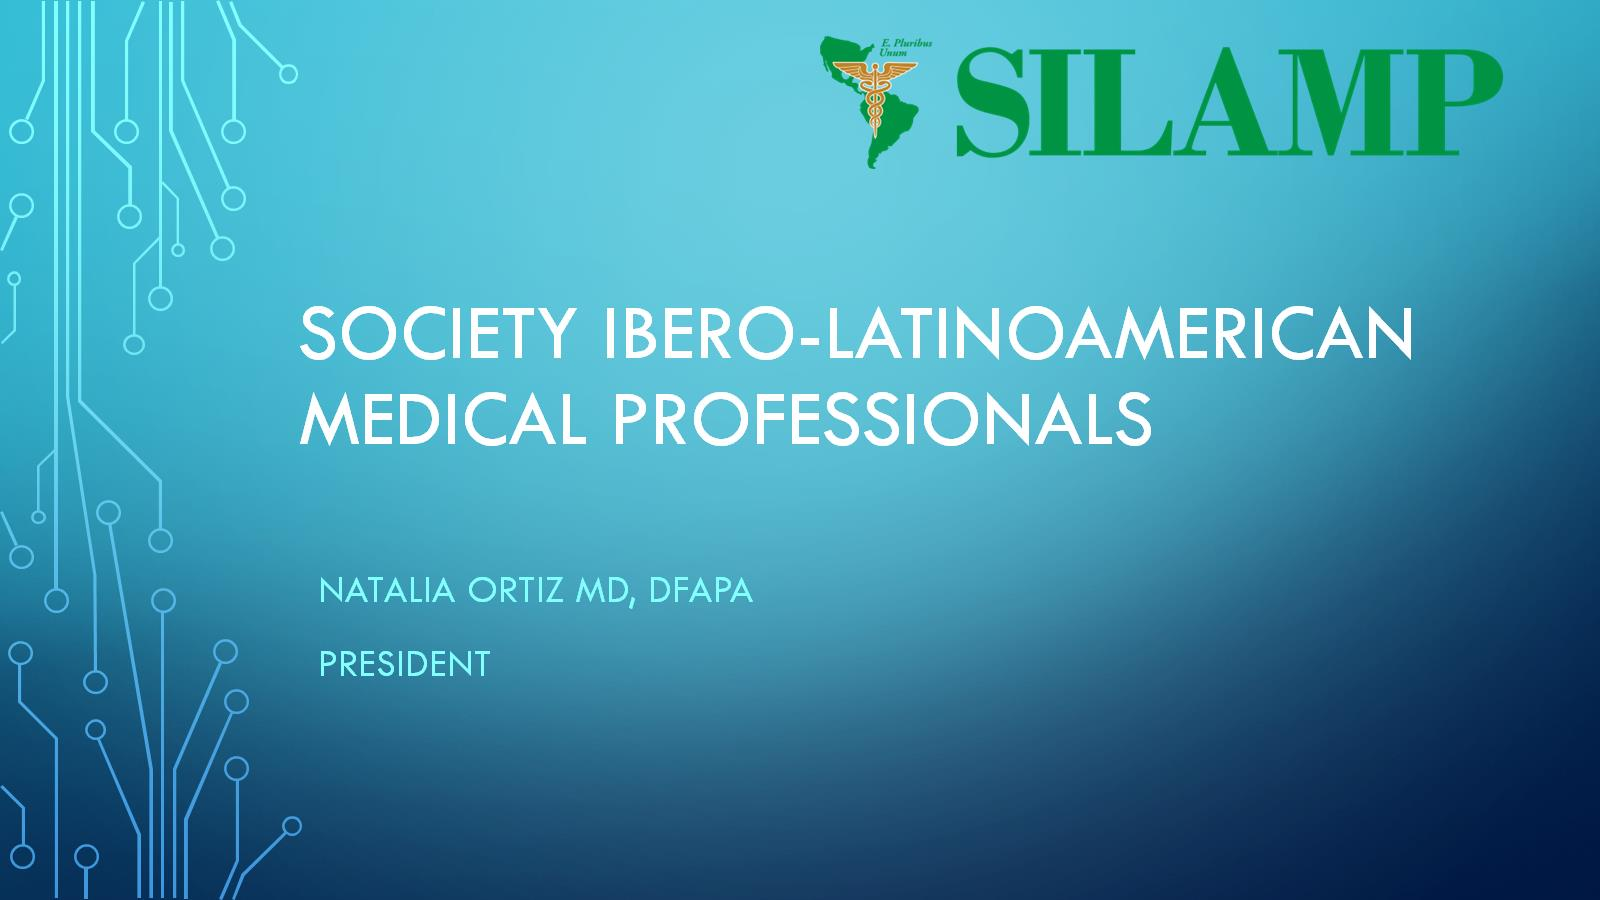 E. Pluribus
Unum
SILAMP
SOCIETY IBERO-LATINOAMERICAN
MEDICAL PROFESSIONALS
NATALIA ORTIZ MD, DFAPA
PRESIDENT